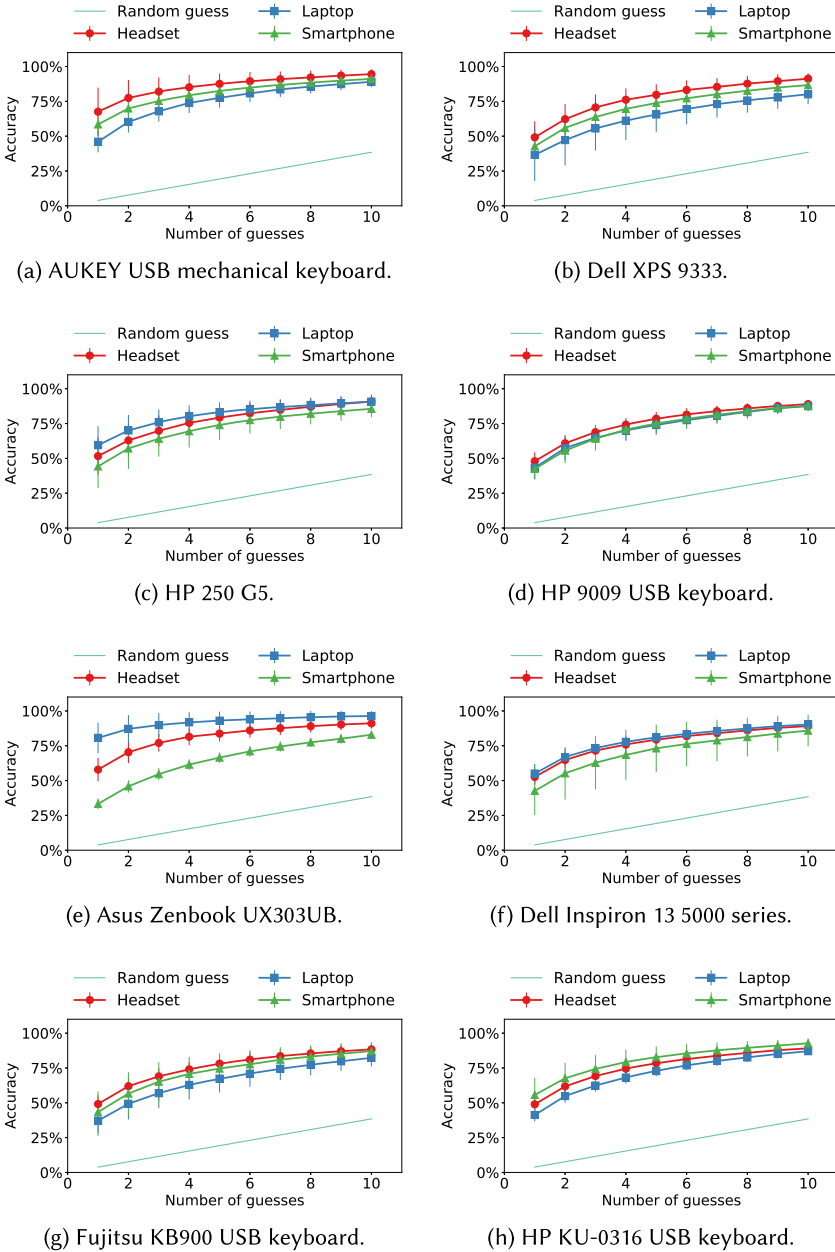 Random guess Laptop Random guess Laptop
Headset Smartphone Headset Smartphone
100% 100%
75% 75%
50% 50%
25% 25%
0% 0%
Accuracy Accuracy
0 2 4 6 8 10 0 2 4 6 8 10
Number of guesses Number of guesses
(a) AUKEY USB mechanical keyboard. (b) Dell XPS 9333.
Random guess Laptop Random guess Laptop
Headset Smartphone Headset Smartphone
100% 100%
75% 75%
50% 50%
25% 25%
0% 0%
Accuracy Accuracy
0 2 4 6 8 10 0 2 4 6 8 10
Number of guesses Number of guesses
(c) HP 250 G5. (d) HP 9009 USB keyboard.
Random guess Laptop Random guess Laptop
Headset Smartphone Headset Smartphone
100% 100%
75% 75%
50% 50%
25% 25%
0% 0%
Accuracy Accuracy
0 2 4 6 8 10 0 2 4 6 8 10
Number of guesses Number of guesses
(e) Asus Zenbook UX303UB. (f) Dell Inspiron 13 5000 series.
Random guess Laptop Random guess Laptop
Headset Smartphone Headset Smartphone
100% 100%
75% 75%
50% 50%
25% 25%
0% 0%
Accuracy Accuracy
0 2 4 6 8 10 0 2 4 6 8 10
Number of guesses Number of guesses
(g) Fujitsu KB900 USB keyboard. (h) HP KU-0316 USB keyboard.